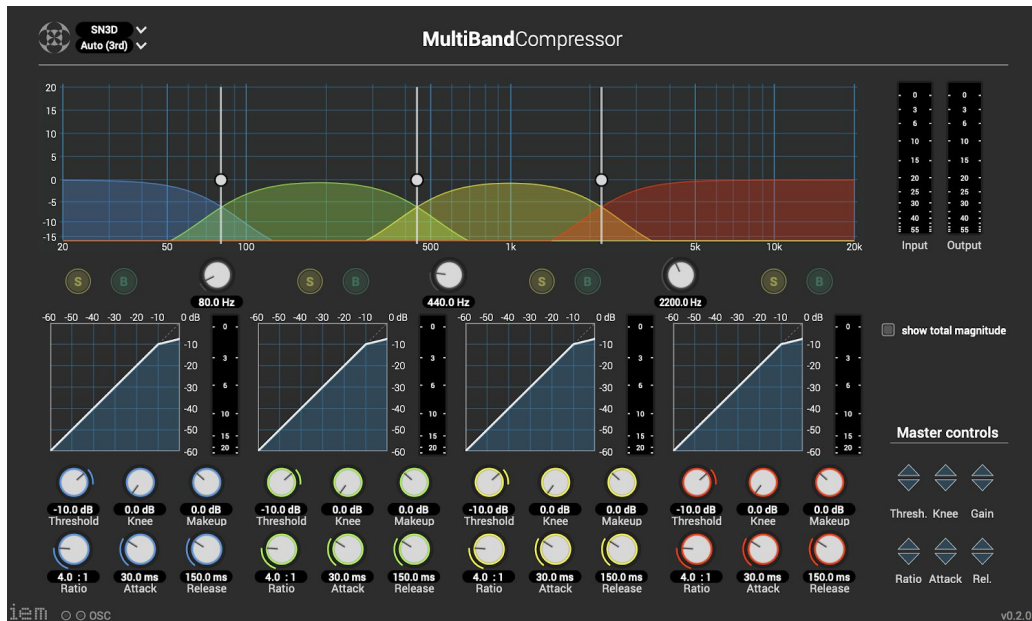 SN3D
Auto (3rd)
MultiBandCompressor
20
15
10
5
0
-5
-10
-15
20 50 100 500 1k 5k 10k 20k
0 0
3 3
6 6
10 10
15 15
20 20
25 25
30 30
40 40
55 55
Input Output
S B S B S B S B
80.0 Hz 440.0 Hz 2200.0 Hz
-60 -50 -40 -30 -20 -10 0 dB -60 -50 -40 -30 -20 -10 0 dB -60 -50 -40 -30 -20 -10 0 dB -60 -50 -40 -30 -20 -10 0 dB
0 0 0 0
-10 -10 -10 -10
3 3 3 3
-20 -20 -20 -20
-30 6 -30 6 -30 6 -30 6
-40 10 -40 10 -40 10 -40 10
-50 15 -50 15 -50 15 -50 15
-60 20 -60 20 -60 20 -60 20
show total magnitude
Master controls
-10.0 dB 0.0 dB 0.0 dB -10.0 dB 0.0 dB 0.0 dB -10.0 dB 0.0 dB 0.0 dB -10.0 dB 0.0 dB 0.0 dB
Threshold Knee Makeup Threshold Knee Makeup Threshold Knee Makeup Threshold Knee Makeup
Thresh. Knee Gain
4.0 : 1 30.0 ms 150.0 ms 4.0 : 1 30.0 ms 150.0 ms 4.0 : 1 30.0 ms 150.0 ms 4.0 : 1 30.0 ms 150.0 ms
Ratio Attack Release Ratio Attack Release Ratio Attack Release Ratio Attack Release
Ratio Attack Rel.
iem OSC
v0.2.0